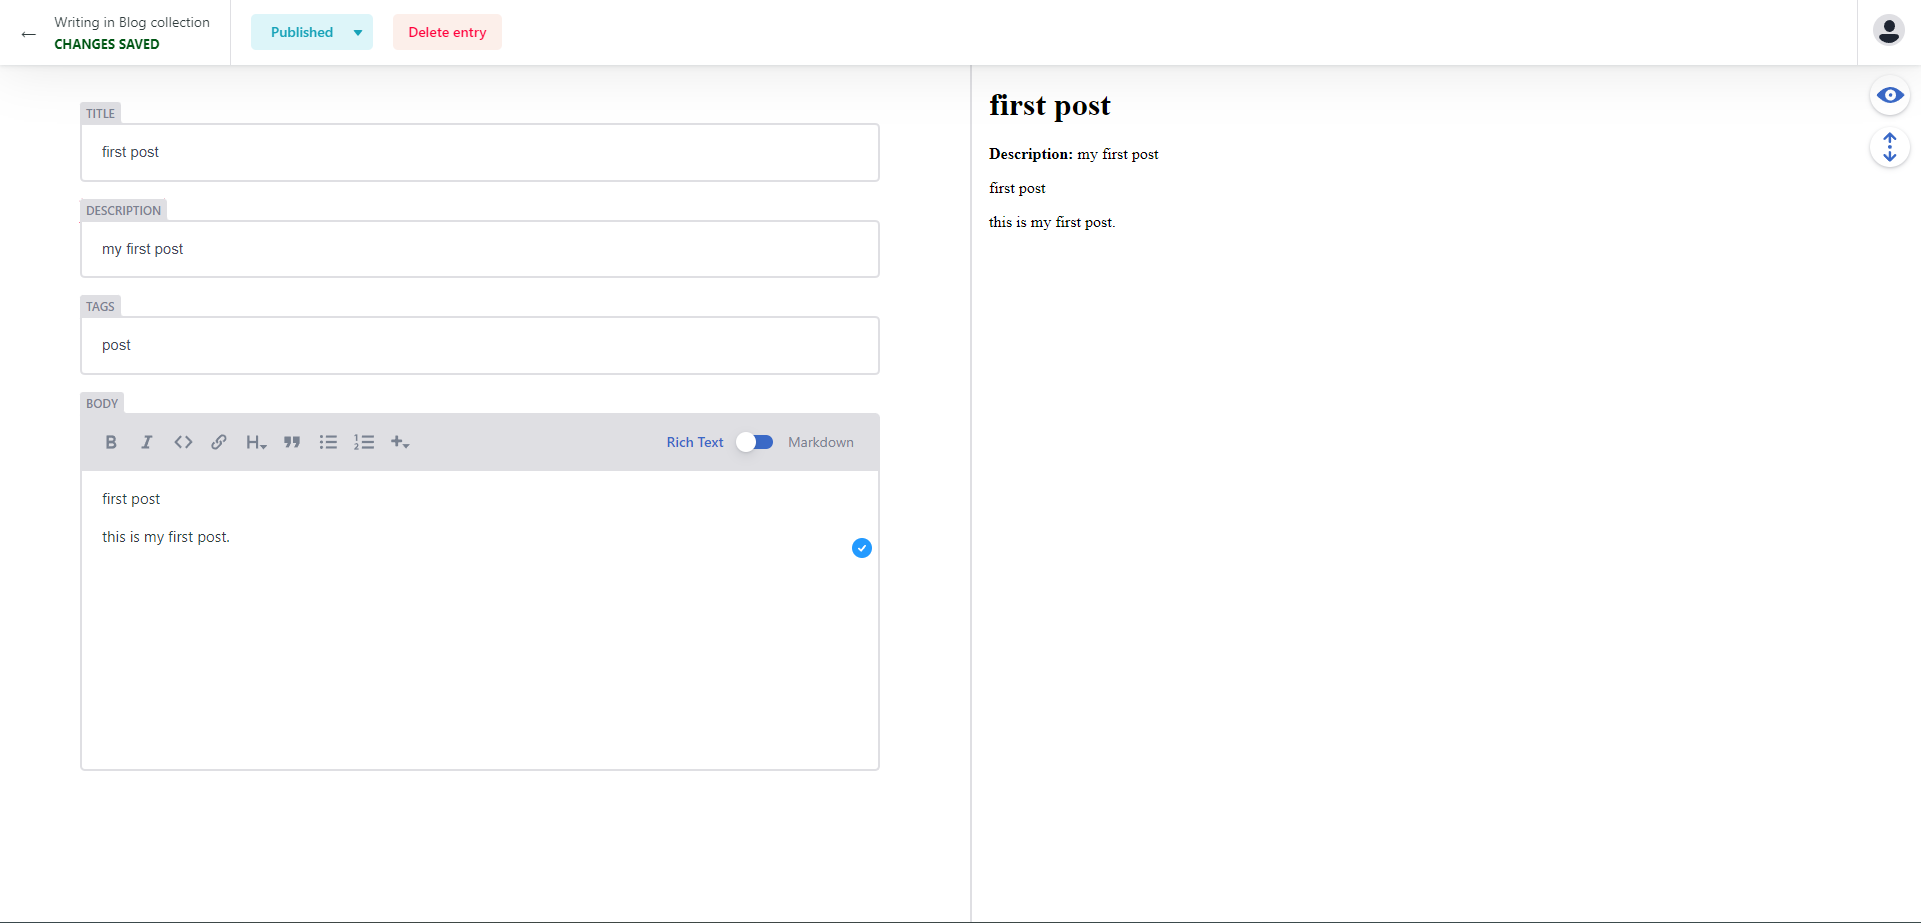 Writing in Blog collection
CHANGES SAVED
Published
Delete entry
TITLE
first post
DESCRIPTION
my first post
TAGS
post
BODY
Rich Text
Markdown
first post
this is my first post.
first post
Description: my first post
first post
this is my first post.